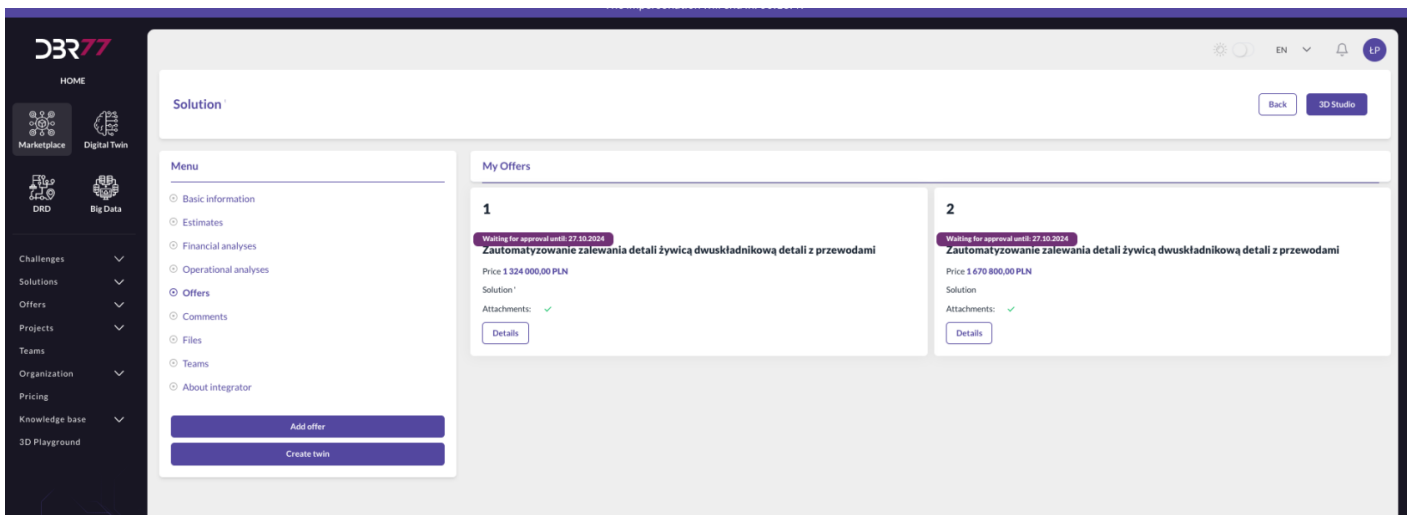 DBR77
HOME
Marketplace
Digital Twin
DRD
Big Data
Challenges
Solutions
Offers
Projects
Teams
Organization
Pricing
Knowledge base
3D Playground
EN
ŁP
Solution
Back
3D Studio
Menu
Basic information
Estimates
Financial analyses
Operational analyses
Offers
Comments
Files
Teams
About integrator
Add offer
Create twin
My Offers
1
Waiting for approval until: 27.10.2024
Zautomatyzowanie zalewania detali żywicą dwuskładnikową detali z przewodami
Price 1 324 000,00 PLN
Solution
Attachments:
Details
2
Waiting for approval until: 27.10.2024
Zautomatyzowanie zalewania detali żywicą dwuskładnikową detali z przewodami
Price 1 670 800,00 PLN
Solution
Attachments:
Details